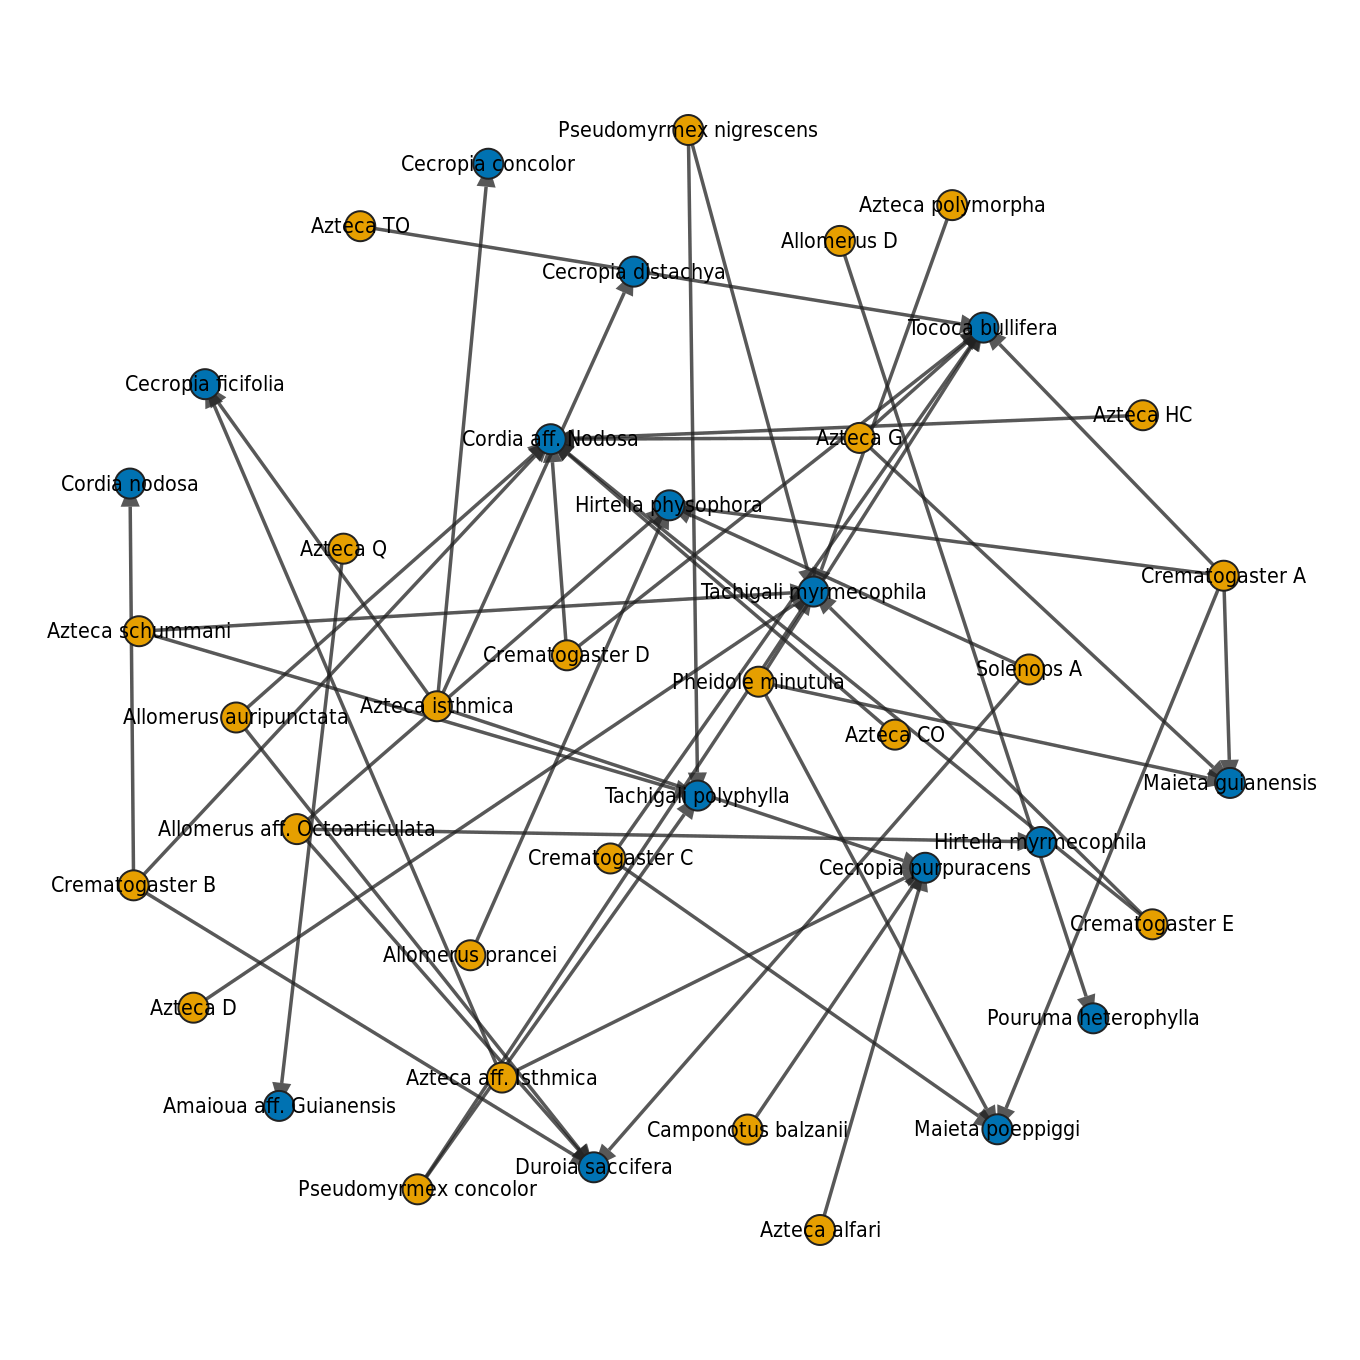 Pseudomyrmex nigrescens
Cecropia concolor
Azteca polymorpha
Azteca TO
Allomerus D
Cecropia distachya
Tococa bullifera
Cecropia ficifolia
Azteca HC
Cordia aff. Nodosa
Azteca G
Cordia nodosa
Hirtella physophora
Azteca Q
Crematogaster A
Tachigali myrmecophila
Azteca schummani
Crematogaster D
Solenops A
Pheidole minutula
Azteca isthmica
Allomerus auripunctata
Azteca CO
Maieta guianensis
Tachigali polyphylla
Allomerus aff. Octoarticulata
Hirtella myrmecophila
Crematogaster C
Cecropia purpuracens
Crematogaster B
Crematogaster E
Allomerus prancei
Azteca D
Pouruma heterophylla
Azteca aff. Isthmica
Amaioua aff. Guianensis
Camponotus balzanii
Maieta poeppiggi
Duroia saccifera
Pseudomyrmex concolor
Azteca alfari